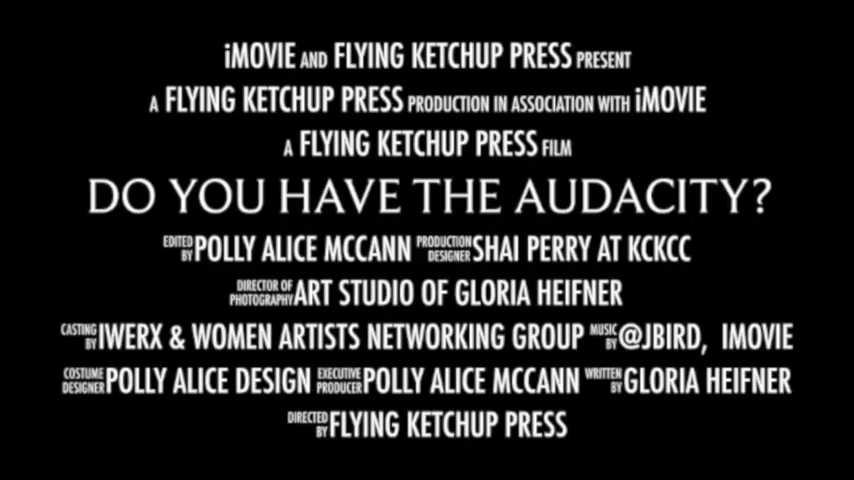 iMOVIE AND FLYING KETCHUP PRESS PRESENT
A FLYING KETCHUP PRESS PRODUCTION IN ASSOCIATION WITH iMOVIE
A FLYING KETCHUP PRESS FILM
DO YOU HAVE THE AUDACITY?
EDITED BY POLLY ALICE MCCANN PRODUCTION DESIGNER SHAI PERRY AT KCKCC
DIRECTOR OF PHOTOGRAPHY ART STUDIO OF GLORIA HEIFNER
CASTING BY IWERX & WOMEN ARTISTS NETWORKING GROUP MUSIC BY @JBIRD, IMOVIE
COSTUME DESIGNER POLLY ALICE DESIGN EXECUTIVE PRODUCER POLLY ALICE MCCANN WRITTEN BY GLORIA HEIFNER
DIRECTED BY FLYING KETCHUP PRESS